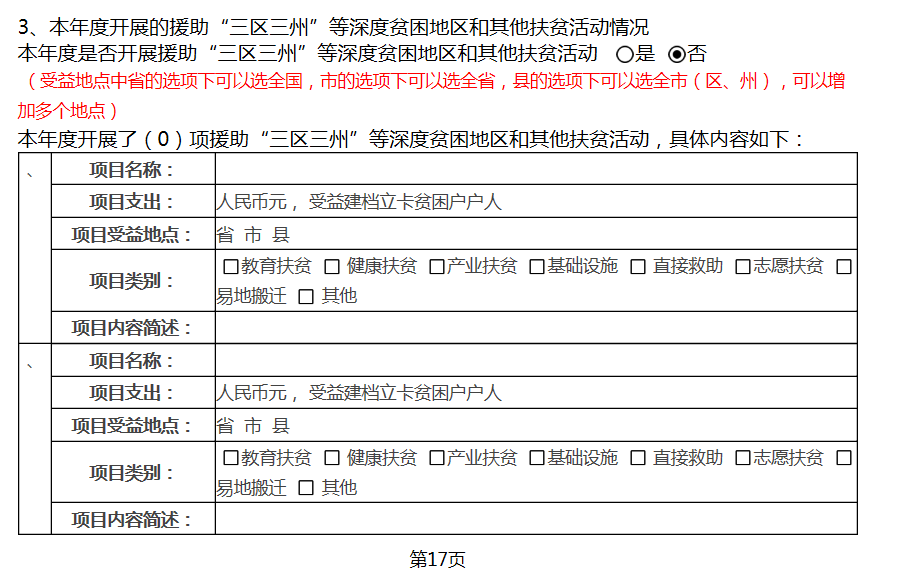 3、本年度开展的援助“三区三州”等深度贫困地区和其他扶贫活动情况
本年度是否开展援助“三区三州”等深度贫困地区和其他扶贫活动 ○是 ◉否
（受益地点中省的选项下可以选全国，市的选项下可以选全省，县的选项下可以选全市（区、州），可以增
加多个地点）
本年度开展了（0）项援助“三区三州”等深度贫困地区和其他扶贫活动，具体内容如下：
、 项目名称：
项目支出： 人民币元， 受益建档立卡贫困户户人
项目受益地点： 省 市 县
项目类别： □教育扶贫 □ 健康扶贫 □产业扶贫 □基础设施 □ 直接救助 □志愿扶贫 □
易地搬迁 □ 其他
项目内容简述：
、 项目名称：
项目支出： 人民币元， 受益建档立卡贫困户户人
项目受益地点： 省 市 县
项目类别： □教育扶贫 □ 健康扶贫 □产业扶贫 □基础设施 □ 直接救助 □志愿扶贫 □
易地搬迁 □ 其他
项目内容简述：
第17页